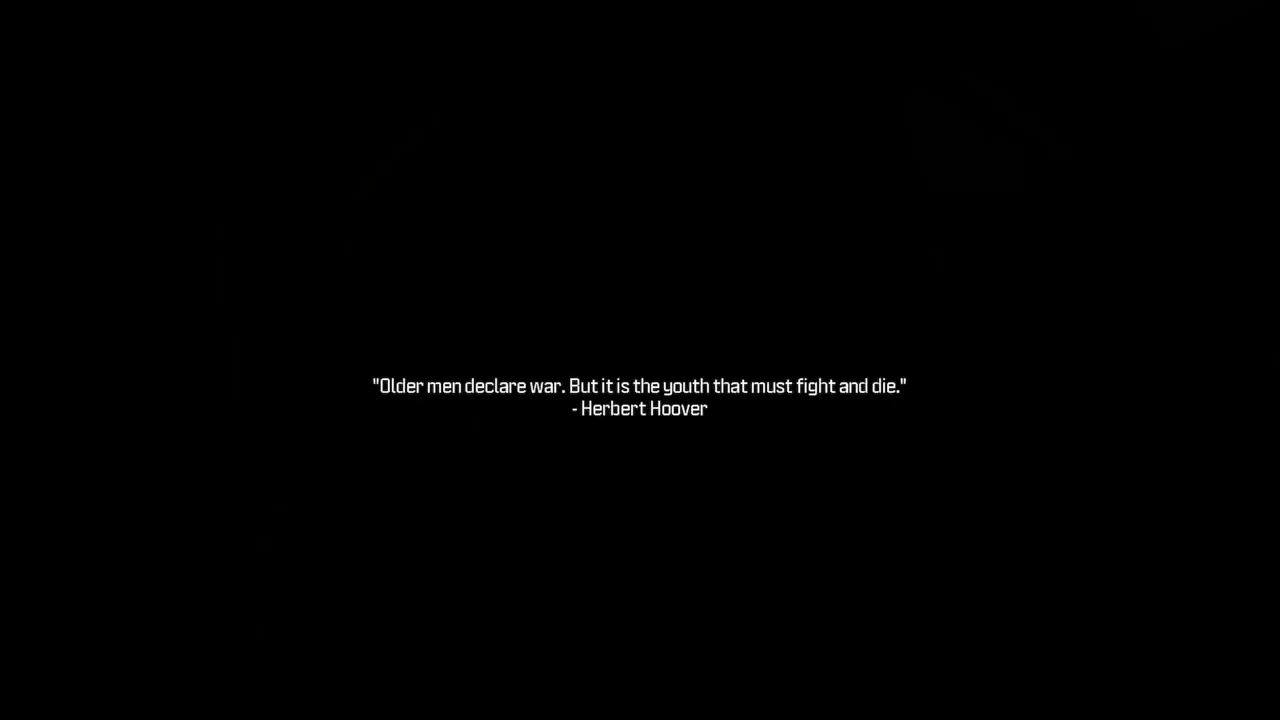 "Older men declare war. But it is the youth that must fight and die."
- Herbert Hoover